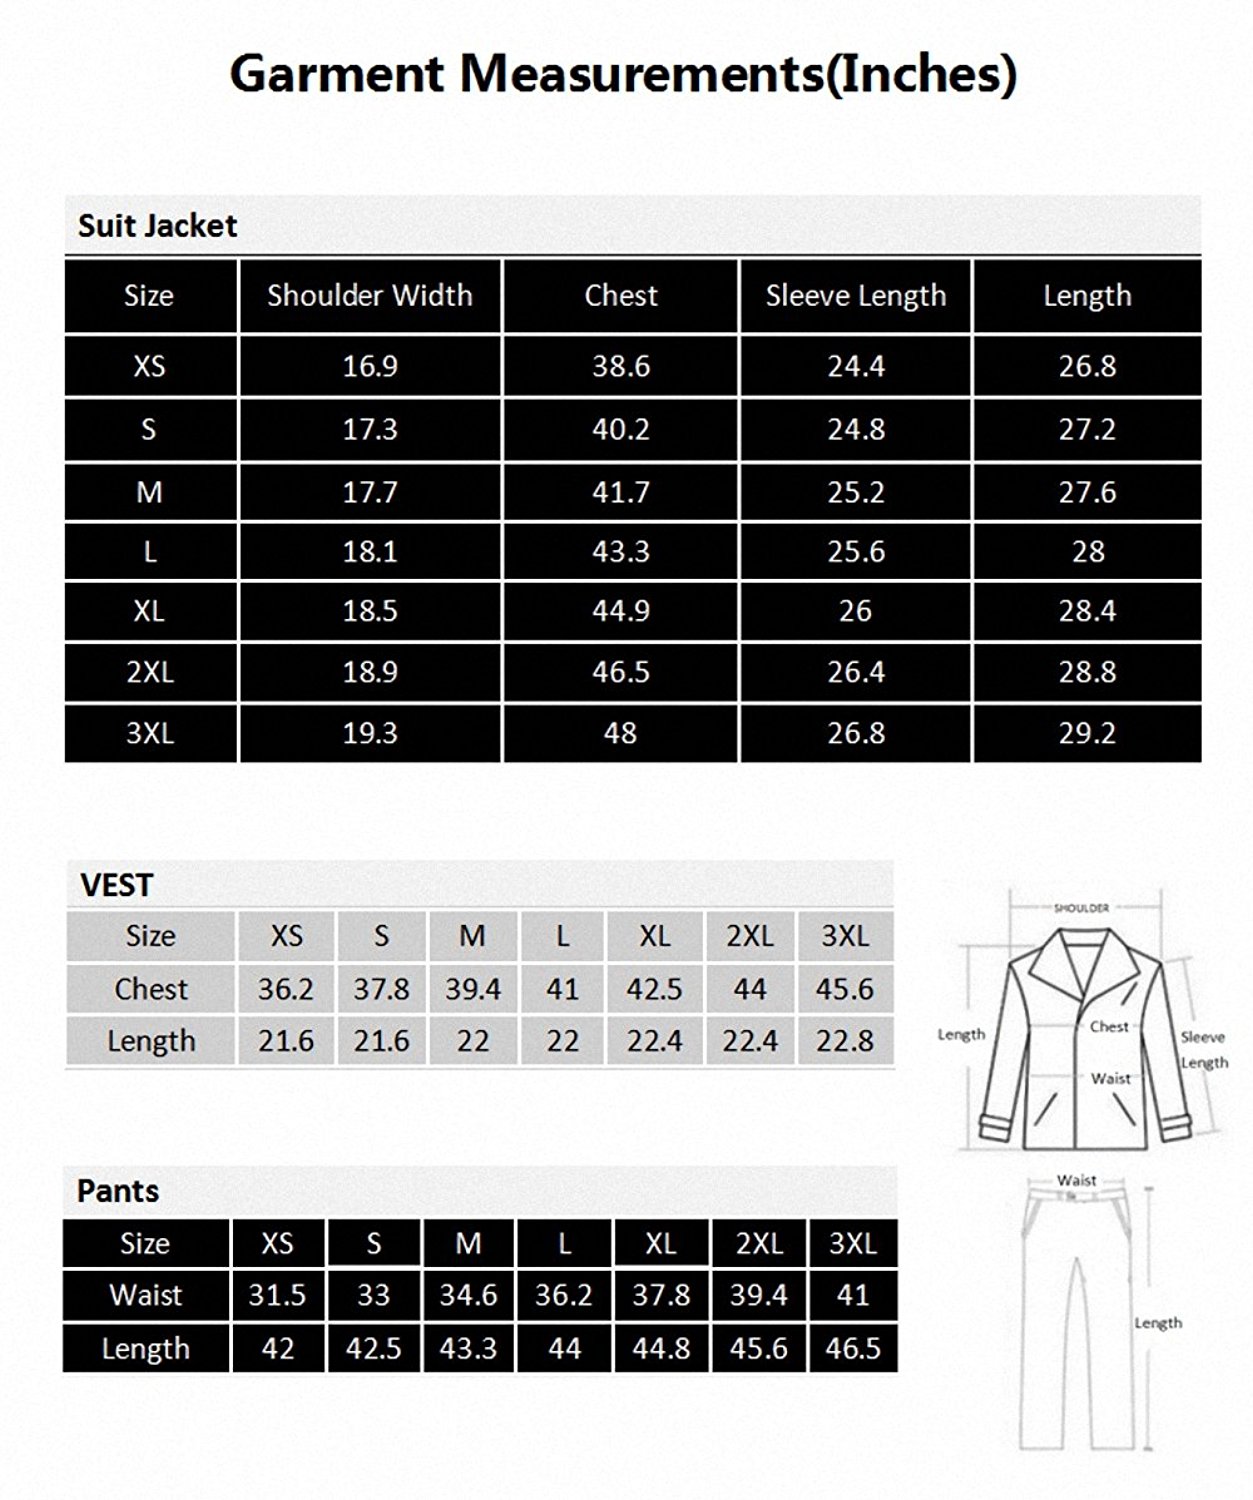 Garment Measurements(Inches)
Suit Jacket
Size Shoulder Width Chest Sleeve Length Length
XS 16.9 38.6 24.4 26.8
S 17.3 40.2 24.8 27.2
M 17.7 41.7 25.2 27.6
L 18.1 43.3 25.6 28
XL 18.5 44.9 26 28.4
2XL 18.9 46.5 26.4 28.8
3XL 19.3 48 26.8 29.2
VEST
Size XS S M L XL 2XL 3XL
Chest 36.2 37.8 39.4 41 42.5 44 45.6
Length 21.6 21.6 22 22 22.4 22.4 22.8
SHOULDER
Length
Chest
Sleeve
Length
Waist
Pants
Size XS S M L XL 2XL 3XL
Waist 31.5 33 34.6 36.2 37.8 39.4 41
Length 42 42.5 43.3 44 44.8 45.6 46.5
Waist
Length